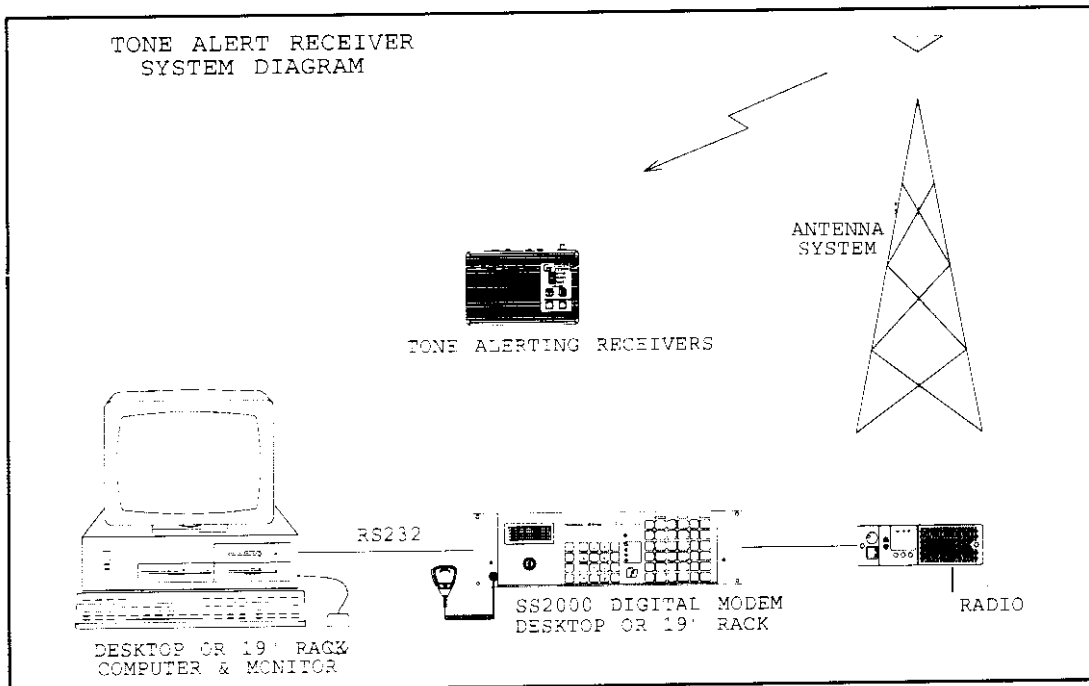 TONE ALERT RECEIVER
SYSTEM DIAGRAM
ANTENNA
SYSTEM
TONE ALERTING RECEIVERS
RS232
SS2000 DIGITAL MODEM
DESKTOP OR 19' RACK
RADIO
DESKTOP OR 19' RACK
COMPUTER & MONITOR